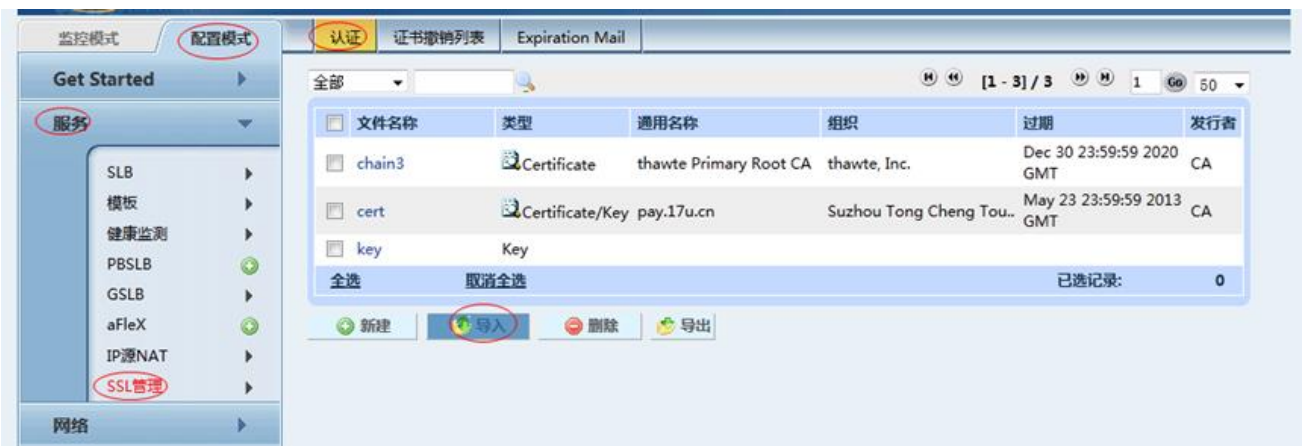 监控模式 配置模式 认证 证书撤销列表 Expiration Mail
Get Started
全部 [1 - 3] / 3 1 Go 50
服务
文件名称 类型 通用名称 组织 过期 发行者
chain3 Certificate thawte Primary Root CA thawte, Inc. Dec 30 23:59:59 2020 GMT CA
cert Certificate/Key pay.17u.cn Suzhou Tong Cheng Tou.. May 23 23:59:59 2013 GMT CA
key Key
全选 取消全选 已选记录: 0
新建 导入 删除 导出
SLB
模板
健康监测
PBSLB
GSLB
aFleX
IP源NAT
SSL管理
网络